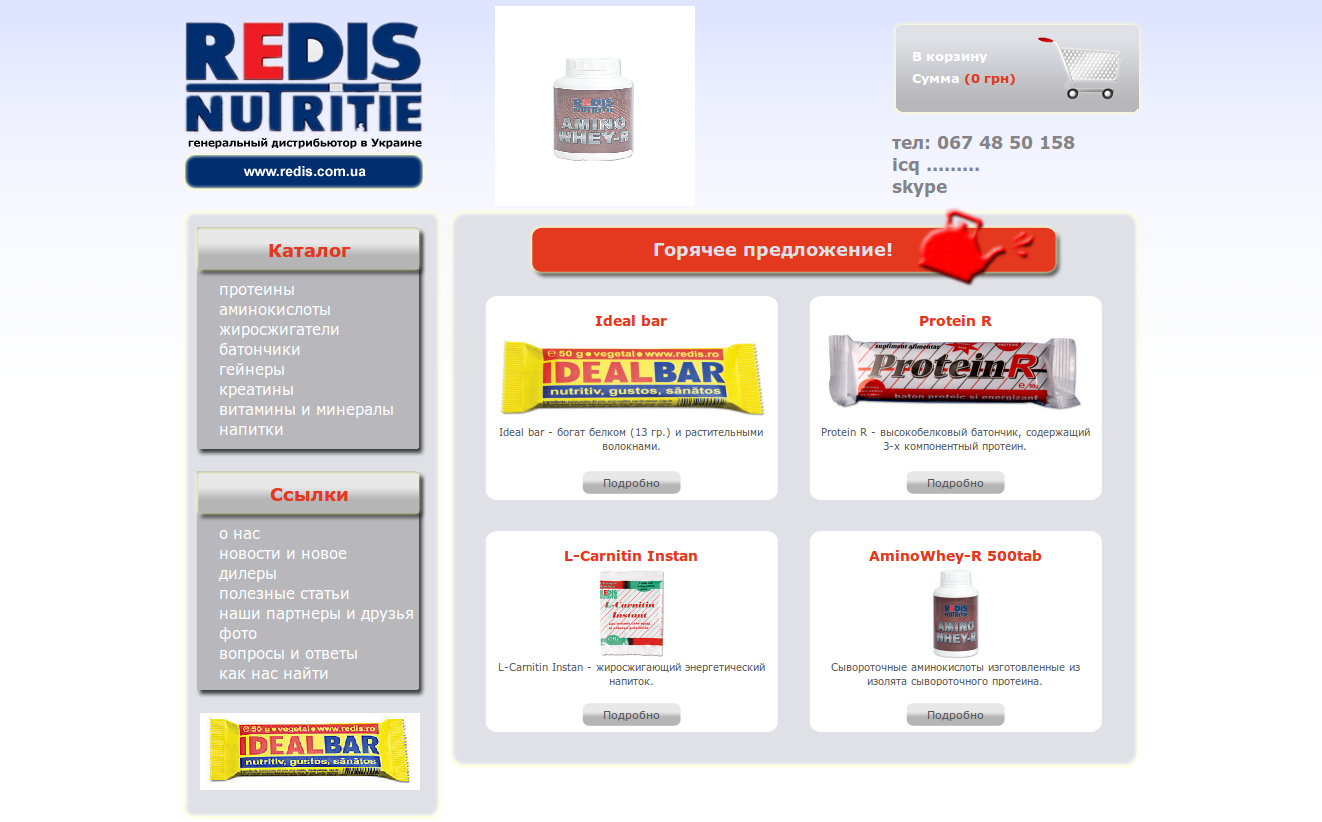 REDIS
NUTRITIE
генеральный дистрибьютор в Украине
www.redis.com.ua
REDIS
NUTRITIE
AMINO
WHEY-R
В корзину
Сумма (0 грн)
тел: 067 48 50 158
icq .........
skype
Каталог
протеины
аминокислоты
жиросжигатели
батончики
гейнеры
креатины
витамины и минералы
напитки
Ссылки
о нас
новости и новое
дилеры
полезные статьи
наши партнеры и друзья
фото
вопросы и ответы
как нас найти
℮ 50 g • vegetal • www.redis.ro
IDEALBAR
nutritiv, gustos, sănătos
Горячее предложение!
Ideal bar
℮ 50 g • vegetal • www.redis.ro
IDEALBAR
nutritiv, gustos, sănătos
Ideal bar - богат белком (13 гр.) и растительными
волокнами.
Подробно
Protein R
supliment alimentar
Protein-R
baton proteic si energizant
Protein R - высокобелковый батончик, содержащий
3-х компонентный протеин.
Подробно
L-Carnitin Instan
REDIS
NUTRITIE
L-Carnitin
Instant
L-Carnitin Instan - жиросжигающий энергетический
напиток.
Подробно
AminoWhey-R 500tab
REDIS
NUTRITIE
AMINO
WHEY-R
Сывороточные аминокислоты изготовленные из
изолята сывороточного протеина.
Подробно